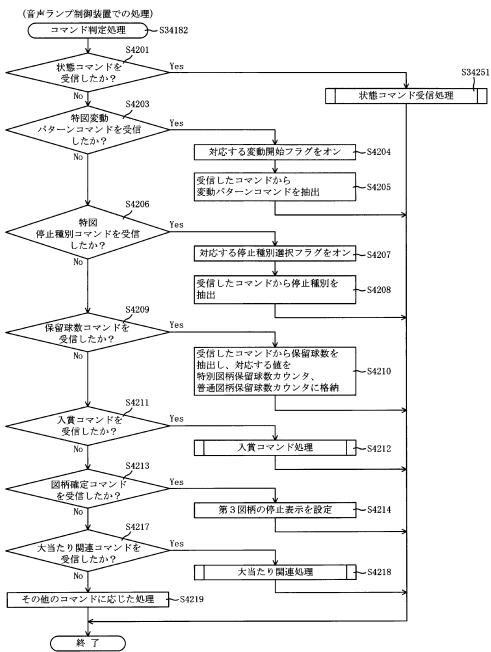 (音声ランプ制御装置での処理)
コマンド判定処理
S34182
S4201
状態コマンドを
受信したか？
Yes
No
S34251
状態コマンド受信処理
S4203
特図変動
パターンコマンドを受信
したか？
Yes
No
対応する変動開始フラグをオン
S4204
受信したコマンドから
変動パターンコマンドを抽出
S4205
S4206
特図
停止種別コマンドを受信
したか？
Yes
No
対応する停止種別選択フラグをオン
S4207
受信したコマンドから停止種別を
抽出
S4208
S4209
保留球数コマンドを
受信したか？
Yes
No
受信したコマンドから保留球数を
抽出し、対応する値を
特別図柄保留球数カウンタ、
普通図柄保留球数カウンタに格納
S4210
S4211
入賞コマンドを
受信したか？
Yes
No
入賞コマンド処理
S4212
S4213
図柄確定コマンド
を受信したか？
Yes
No
第３図柄の停止表示を設定
S4214
S4217
大当たり関連コマンドを
受信したか？
Yes
No
大当たり関連処理
S4218
その他のコマンドに応じた処理
S4219
終了